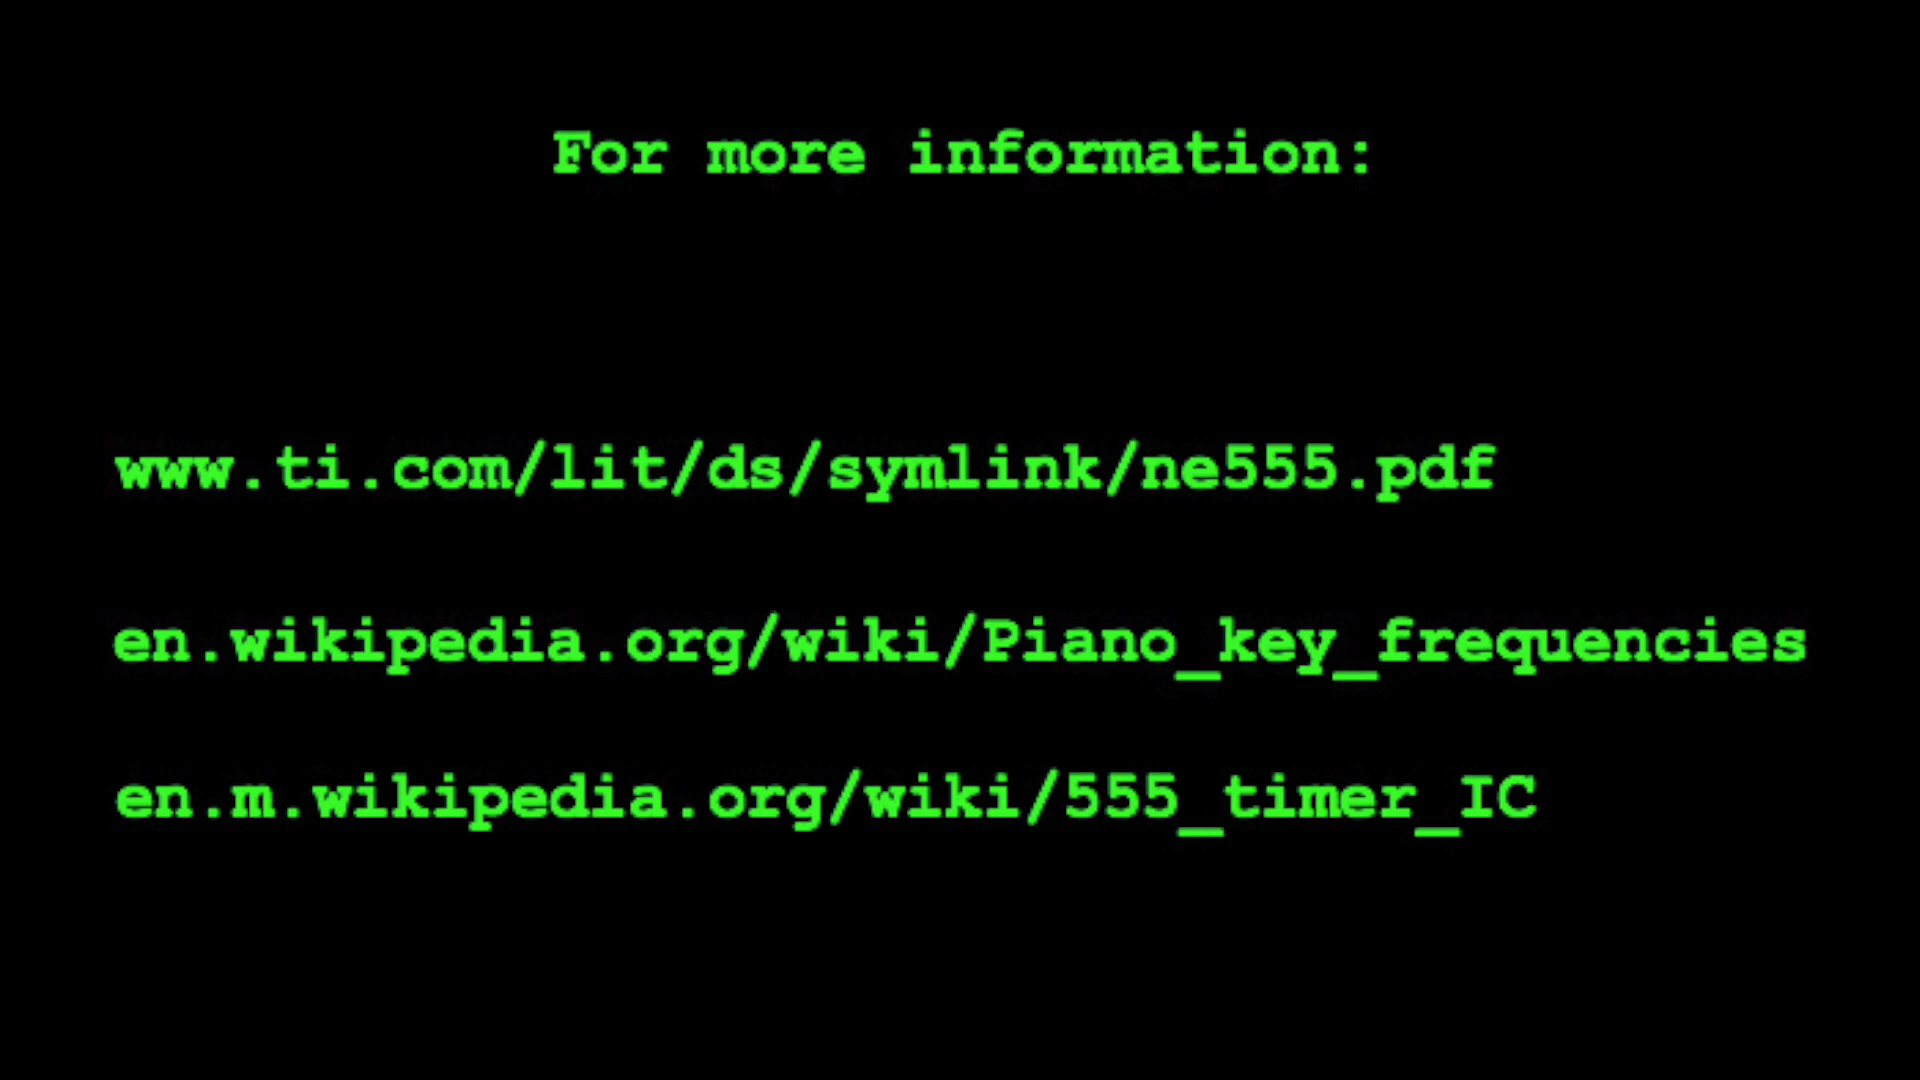 For more information:
www.ti.com/lit/ds/symlink/ne555.pdf
en.wikipedia.org/wiki/Piano_key_frequencies
en.m.wikipedia.org/wiki/555_timer_IC